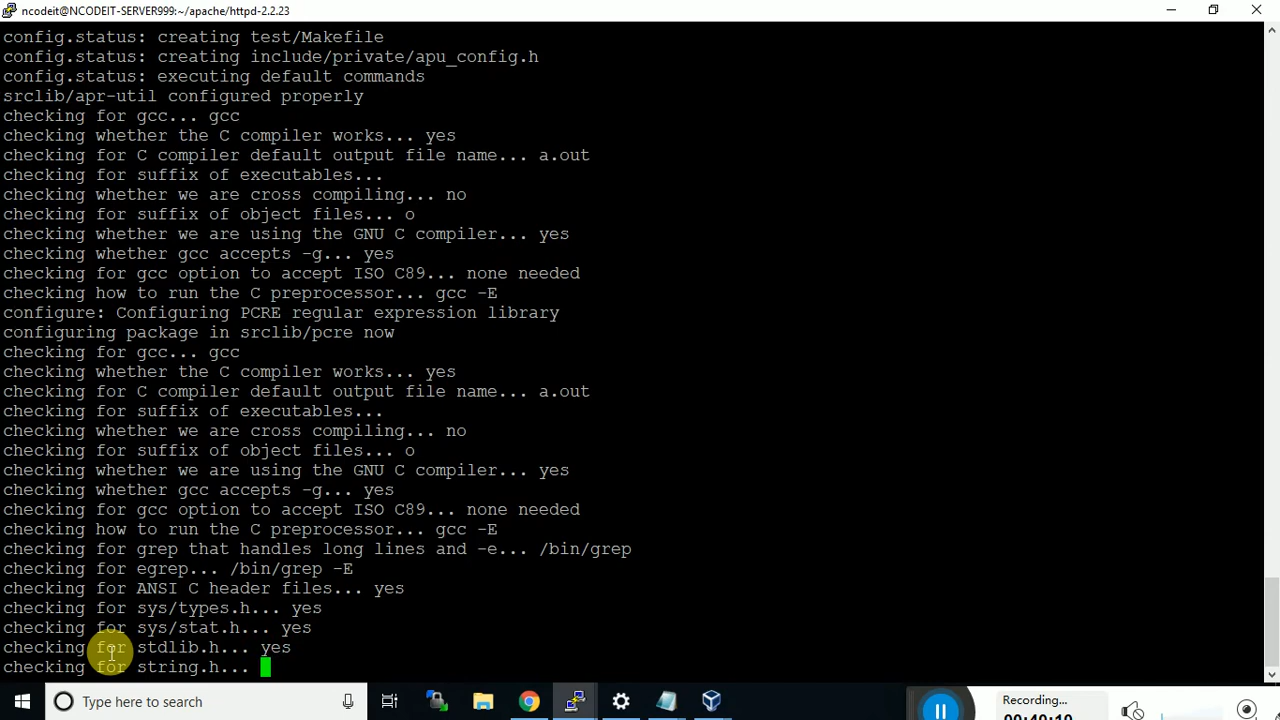 ncodeit@NCODEIT-SERVER999:~/apache/httpd-2.2.23
config.status: creating test/Makefile
config.status: creating include/private/apu_config.h
config.status: executing default commands
srclib/apr-util configured properly
checking for gcc... gcc
checking whether the C compiler works... yes
checking for C compiler default output file name... a.out
checking for suffix of executables...
checking whether we are cross compiling... no
checking for suffix of object files... o
checking whether we are using the GNU C compiler... yes
checking whether gcc accepts -g... yes
checking for gcc option to accept ISO C89... none needed
checking how to run the C preprocessor... gcc -E
configure: Configuring PCRE regular expression library
configuring package in srclib/pcre now
checking for gcc... gcc
checking whether the C compiler works... yes
checking for C compiler default output file name... a.out
checking for suffix of executables...
checking whether we are cross compiling... no
checking for suffix of object files... o
checking whether we are using the GNU C compiler... yes
checking whether gcc accepts -g... yes
checking for gcc option to accept ISO C89... none needed
checking how to run the C preprocessor... gcc -E
checking for grep that handles long lines and -e... /bin/grep
checking for egrep... /bin/grep -E
checking for ANSI C header files... yes
checking for sys/types.h... yes
checking for sys/stat.h... yes
checking for stdlib.h... yes
checking for string.h...
Type here to search
Recording...